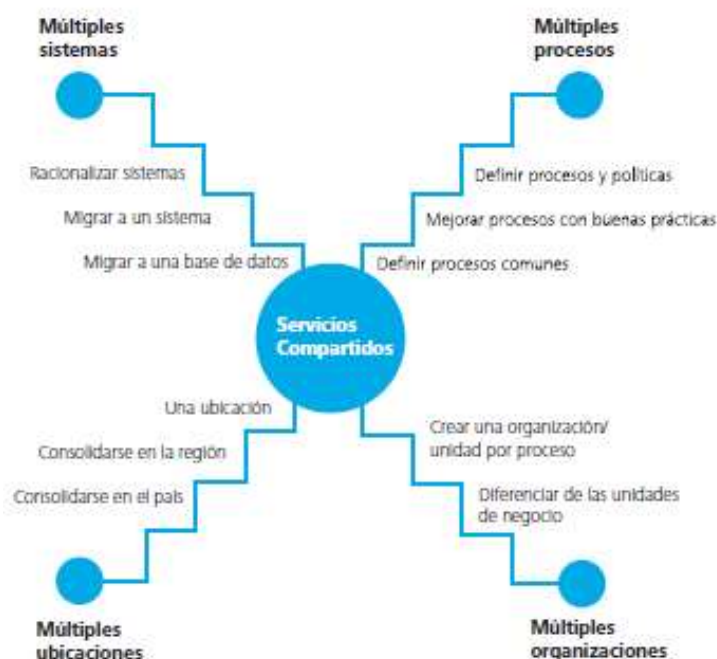 Múltiples
sistemas
Múltiples
procesos
Racionalizar sistemas
Definir procesos y políticas
Migrar a un sistema
Mejorar procesos con buenas prácticas
Migrar a una base de datos
Definir procesos comunes
Servicios
Compartidos
Una ubicación
Consolidarse en la región
Consolidarse en el país
Crear una organización/
unidad por proceso
Diferenciar de las unidades
de negocio
Múltiples
ubicaciones
Múltiples
organizaciones